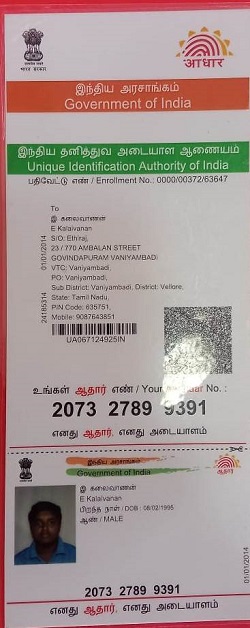 भारत सरकार
आधार
இந்திய அரசாங்கம்
Government of India
இந்திய தனித்துவ அடையாள ஆணையம்
Unique Identification Authority of India
பதிவேட்டு எண் / Enrollment No.: 0000/00372/63647
To
இ கலைவாணன்
E Kalaivanan
S/O: Ethiraj,
23 / 770 AMBALAN STREET
GOVINDAPURAM VANIYAMBADI
VTC: Vaniyambadi,
PO: Vaniyambadi,
Sub District: Vaniyambadi, District: Vellore,
State: Tamil Nadu,
PIN Code: 635751,
Mobile: 9087643851
01/01/2014
UA067124925IN
உங்கள் ஆதார் எண் / Your Aadhaar No. :
2073 2789 9391
எனது ஆதார், எனது அடையாளம்
இந்திய அரசாங்கம்
Government of India
இ கலைவாணன்
E Kalaivanan
பிறந்த நாள் / DOB : 08/02/1995
ஆண் / MALE
01/01/2014
2073 2789 9391
எனது ஆதார், எனது அடையாளம்